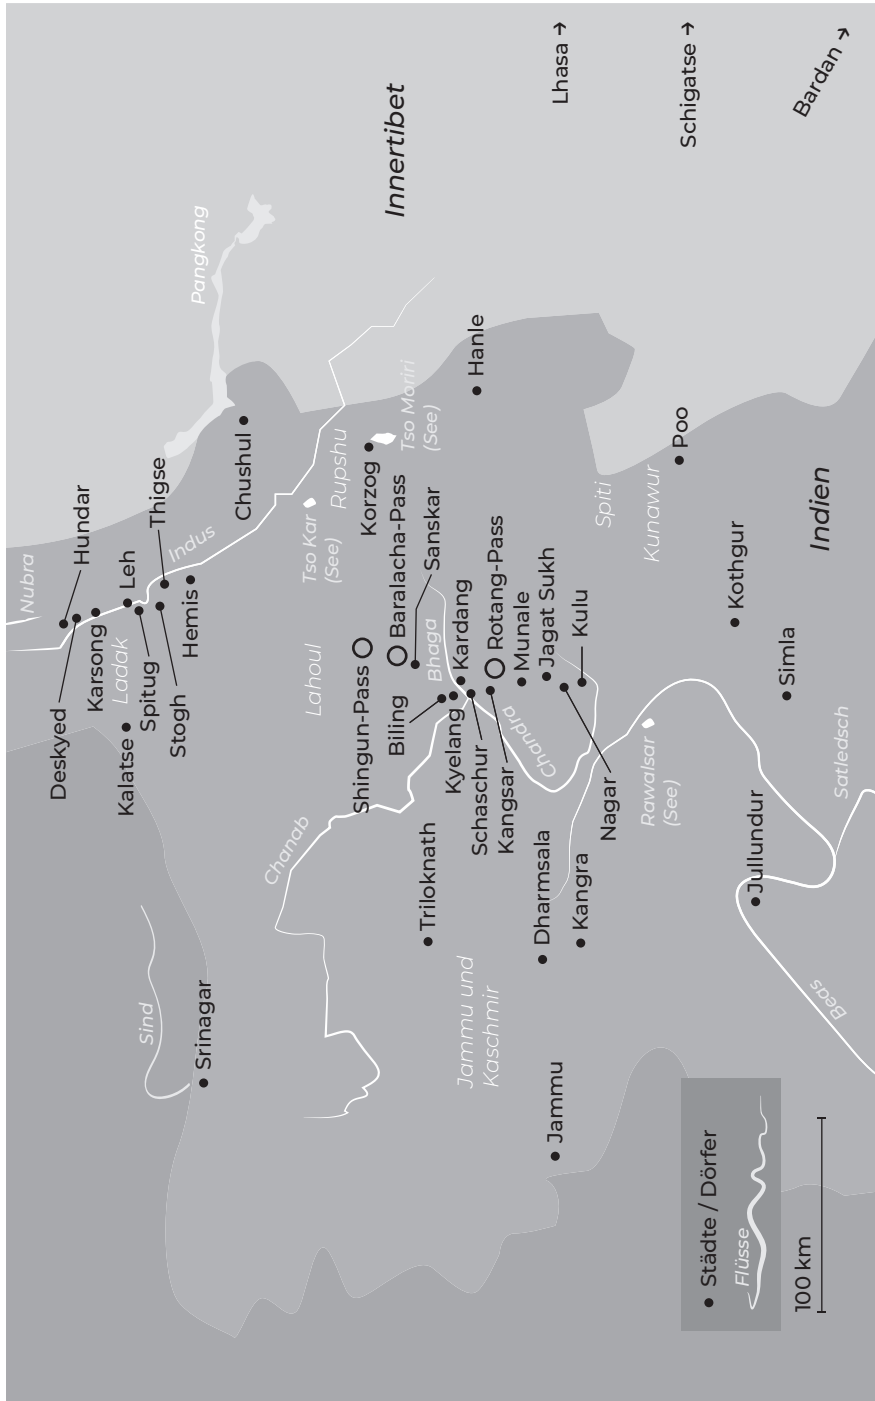 Nubra
Deskyed
Hundar
Karsong
Ladak
Kalatse
Leh
Spitug
Thigse
Sind
Stogh
Hemis
Indus
Pangkong
Srinagar
Chushul
Chanab
Lahoul
Tso Kar
(See)
Rupshu
Shingun-Pass
Korzog
Baralacha-Pass
Innertibet
Biling
Tso Moriri
(See)
Triloknath
Sanskar
Bhaga
Kyelang
Kardang
Jammu und
Kaschmir
Schaschur
Hanle
Rotang-Pass
Kangsar
Chandra
Munale
Dharmsala
Jagat Sukh
Jammu
Lhasa →
Kangra
Kulu
Nagar
Spiti
Rawalsar
(See)
Kunawur
Poo
Schigatse →
Kothgur
Jullundur
Simla
Bardan →
Indien
Beas
Satledsch
Städte / Dörfer
Flüsse
100 km